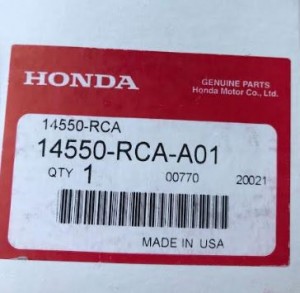 HONDA
GENUINE PARTS
Honda Motor Co., Ltd.
14550-RCA
14550-RCA-A01
QTY 1 00770 20021
MADE IN USA